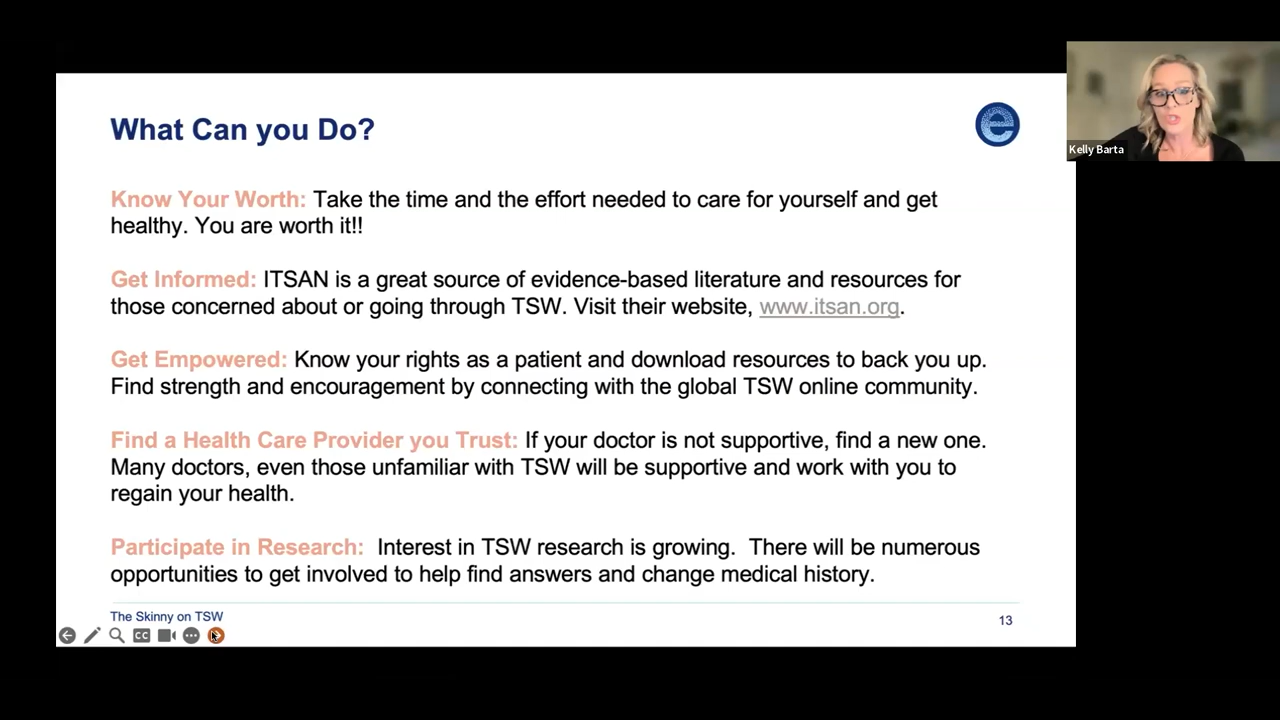 What Can you Do?
Know Your Worth: Take the time and the effort needed to care for yourself and get
healthy. You are worth it!!
Get Informed: ITSAN is a great source of evidence-based literature and resources for
those concerned about or going through TSW. Visit their website, www.itsan.org.
Get Empowered: Know your rights as a patient and download resources to back you up.
Find strength and encouragement by connecting with the global TSW online community.
Find a Health Care Provider you Trust: If your doctor is not supportive, find a new one.
Many doctors, even those unfamiliar with TSW will be supportive and work with you to
regain your health.
Participate in Research: Interest in TSW research is growing. There will be numerous
opportunities to get involved to help find answers and change medical history.
The Skinny on TSW
13
CC
e
Kelly Barta